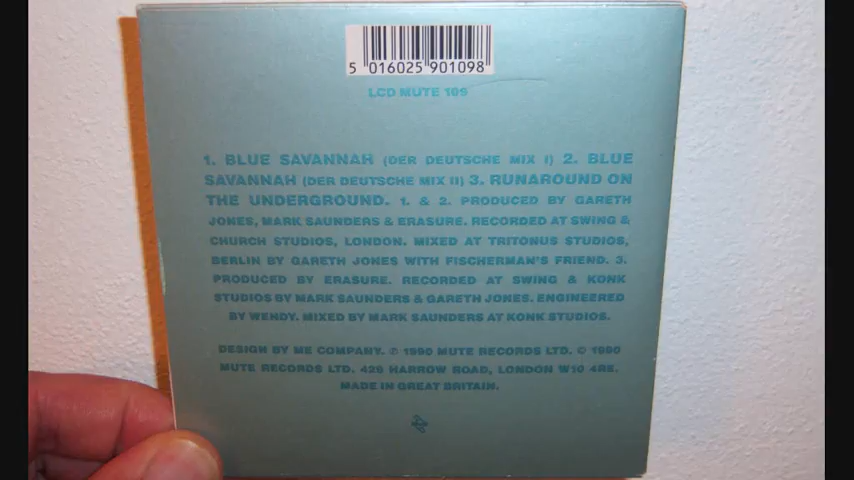 5 016025 901098
LCD MUTE 109
1. BLUE SAVANNAH (DER DEUTSCHE MIX I) 2. BLUE
SAVANNAH (DER DEUTSCHE MIX II) 3. RUNAROUND ON
THE UNDERGROUND. 1. & 2. PRODUCED BY GARETH
JONES, MARK SAUNDERS & ERASURE. RECORDED AT SWING &
CHURCH STUDIOS, LONDON. MIXED AT TRITONUS STUDIOS,
BERLIN BY GARETH JONES WITH FISCHERMAN'S FRIEND. 3.
PRODUCED BY ERASURE. RECORDED AT SWING & KONK
STUDIOS BY MARK SAUNDERS & GARETH JONES. ENGINEERED
BY WENDY. MIXED BY MARK SAUNDERS AT KONK STUDIOS.
DESIGN BY ME COMPANY. ℗ 1990 MUTE RECORDS LTD. © 1990
MUTE RECORDS LTD. 429 HARROW ROAD, LONDON W10 4RE.
MADE IN GREAT BRITAIN.